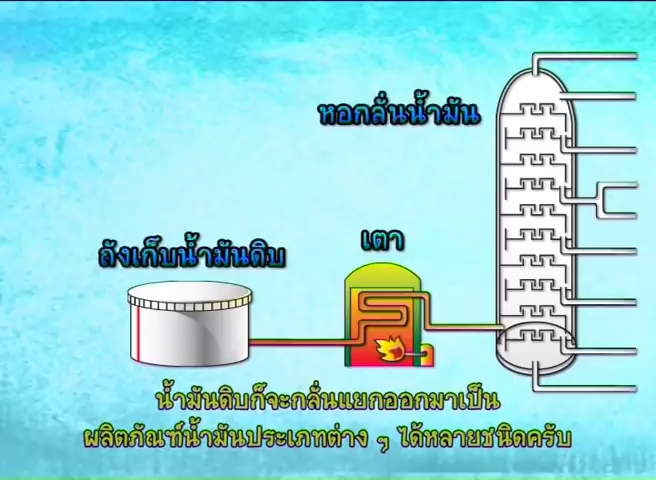 หอกลั่นน้ำมัน
เตา
ถังเก็บน้ำมันดิบ
น้ำมันดิบก็จะกลั่นแยกออกมาเป็น
ผลิตภัณฑ์น้ำมันประเภทต่าง ๆ ได้หลายชนิดครับ